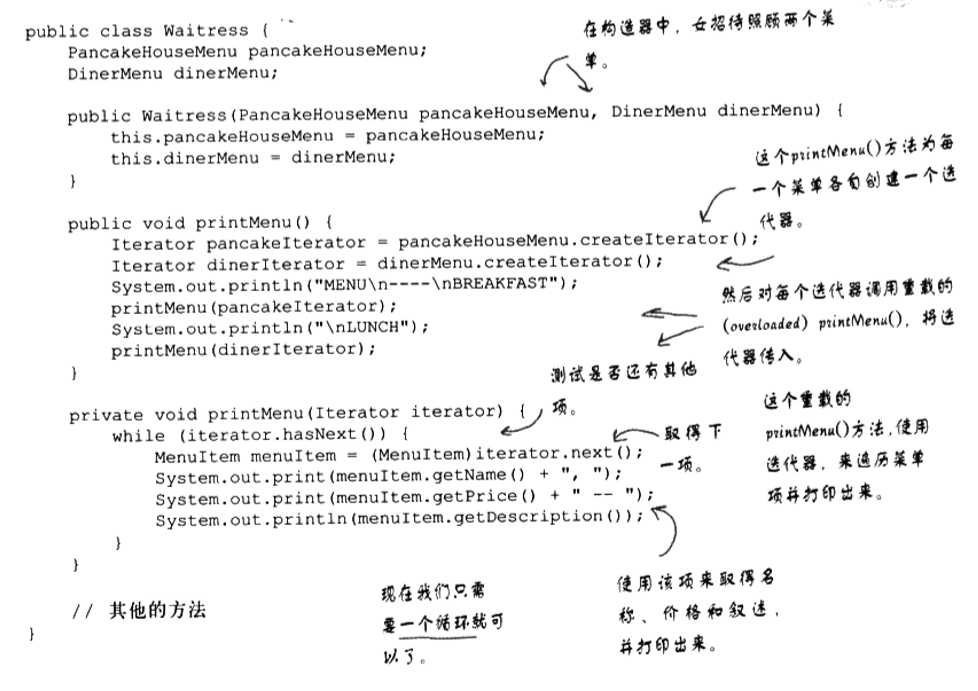 public class Waitress {
    PancakeHouseMenu pancakeHouseMenu;
    DinerMenu dinerMenu;
在构造器中，女招待照顾两个菜
单。
    public Waitress(PancakeHouseMenu pancakeHouseMenu, DinerMenu dinerMenu) {
        this.pancakeHouseMenu = pancakeHouseMenu;
        this.dinerMenu = dinerMenu;
    }
这个printMenu()方法为每
一个菜单各自创建一个迭
代器。
    public void printMenu() {
        Iterator pancakeIterator = pancakeHouseMenu.createIterator();
        Iterator dinerIterator = dinerMenu.createIterator();
        System.out.println("MENU\n----\nBREAKFAST");
        printMenu(pancakeIterator);
        System.out.println("\nLUNCH");
        printMenu(dinerIterator);
    }
然后对每个迭代器调用重载的
(overloaded) printMenu()，将迭
代器传入。
测试是否还有其他
项。
    private void printMenu(Iterator iterator) {
        while (iterator.hasNext()) {
            MenuItem menuItem = (MenuItem)iterator.next();
            System.out.print(menuItem.getName() + ", ");
            System.out.print(menuItem.getPrice() + " -- ");
            System.out.println(menuItem.getDescription());
        }
    }
取得下
一项。
这个重载的
printMenu()方法，使用
迭代器，来遍历菜单
项并打印出来。
使用该项来取得名
称、价格和叙述，
并打印出来。
现在我们只需
要一个循环就可
以了。
    // 其他的方法
}